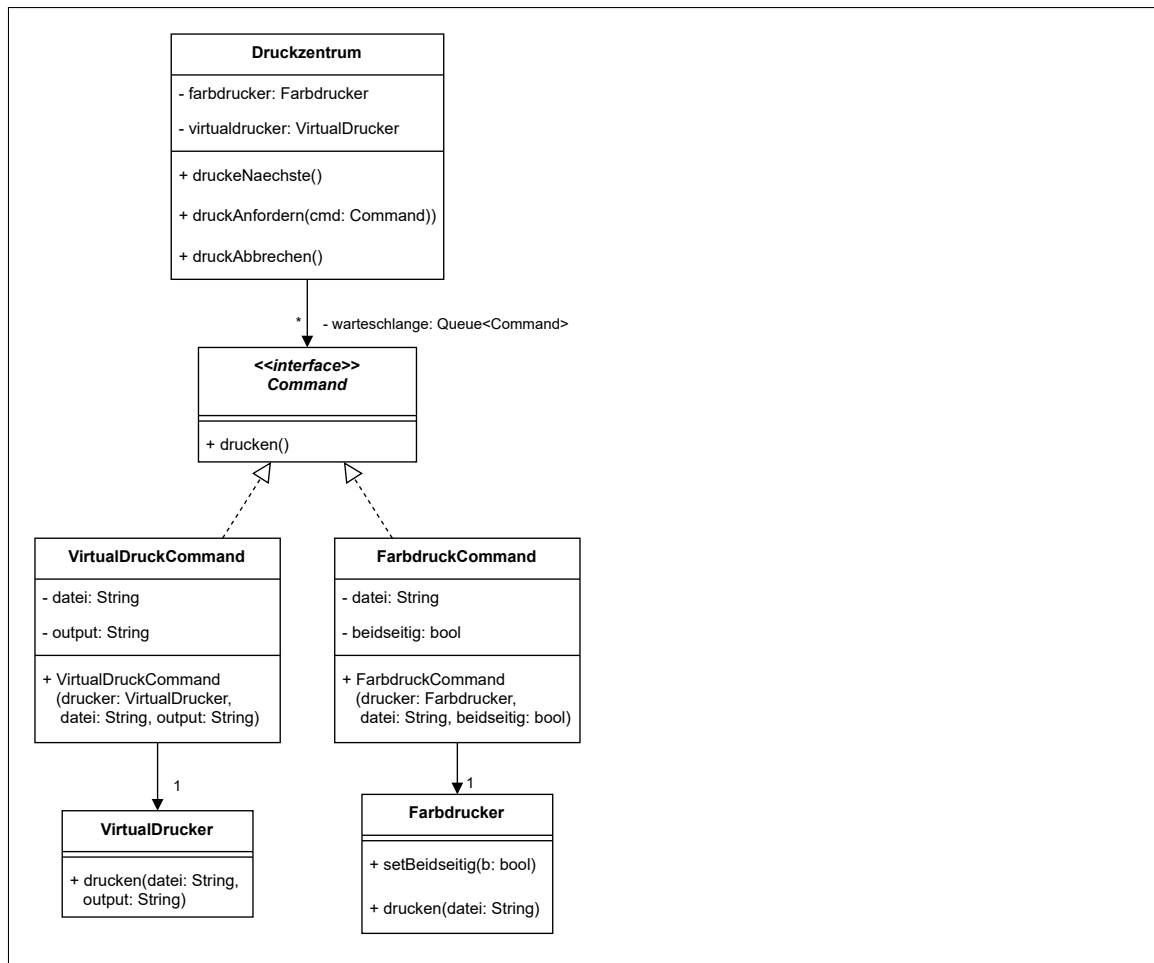 Druckzentrum
- farbdrucker: Farbdrucker
- virtualdrucker: VirtualDrucker
+ druckeNaechste()
+ druckAnfordern(cmd: Command))
+ druckAbbrechen()
* - warteschlange: Queue<Command>
<<interface>>
Command
+ drucken()
VirtualDruckCommand
- datei: String
- output: String
+ VirtualDruckCommand
(drucker: VirtualDrucker,
datei: String, output: String)
1
FarbdruckCommand
- datei: String
- beidseitig: bool
+ FarbdruckCommand
(drucker: Farbdrucker,
datei: String, beidseitig: bool)
1
VirtualDrucker
+ drucken(datei: String,
output: String)
Farbdrucker
+ setBeidseitig(b: bool)
+ drucken(datei: String)